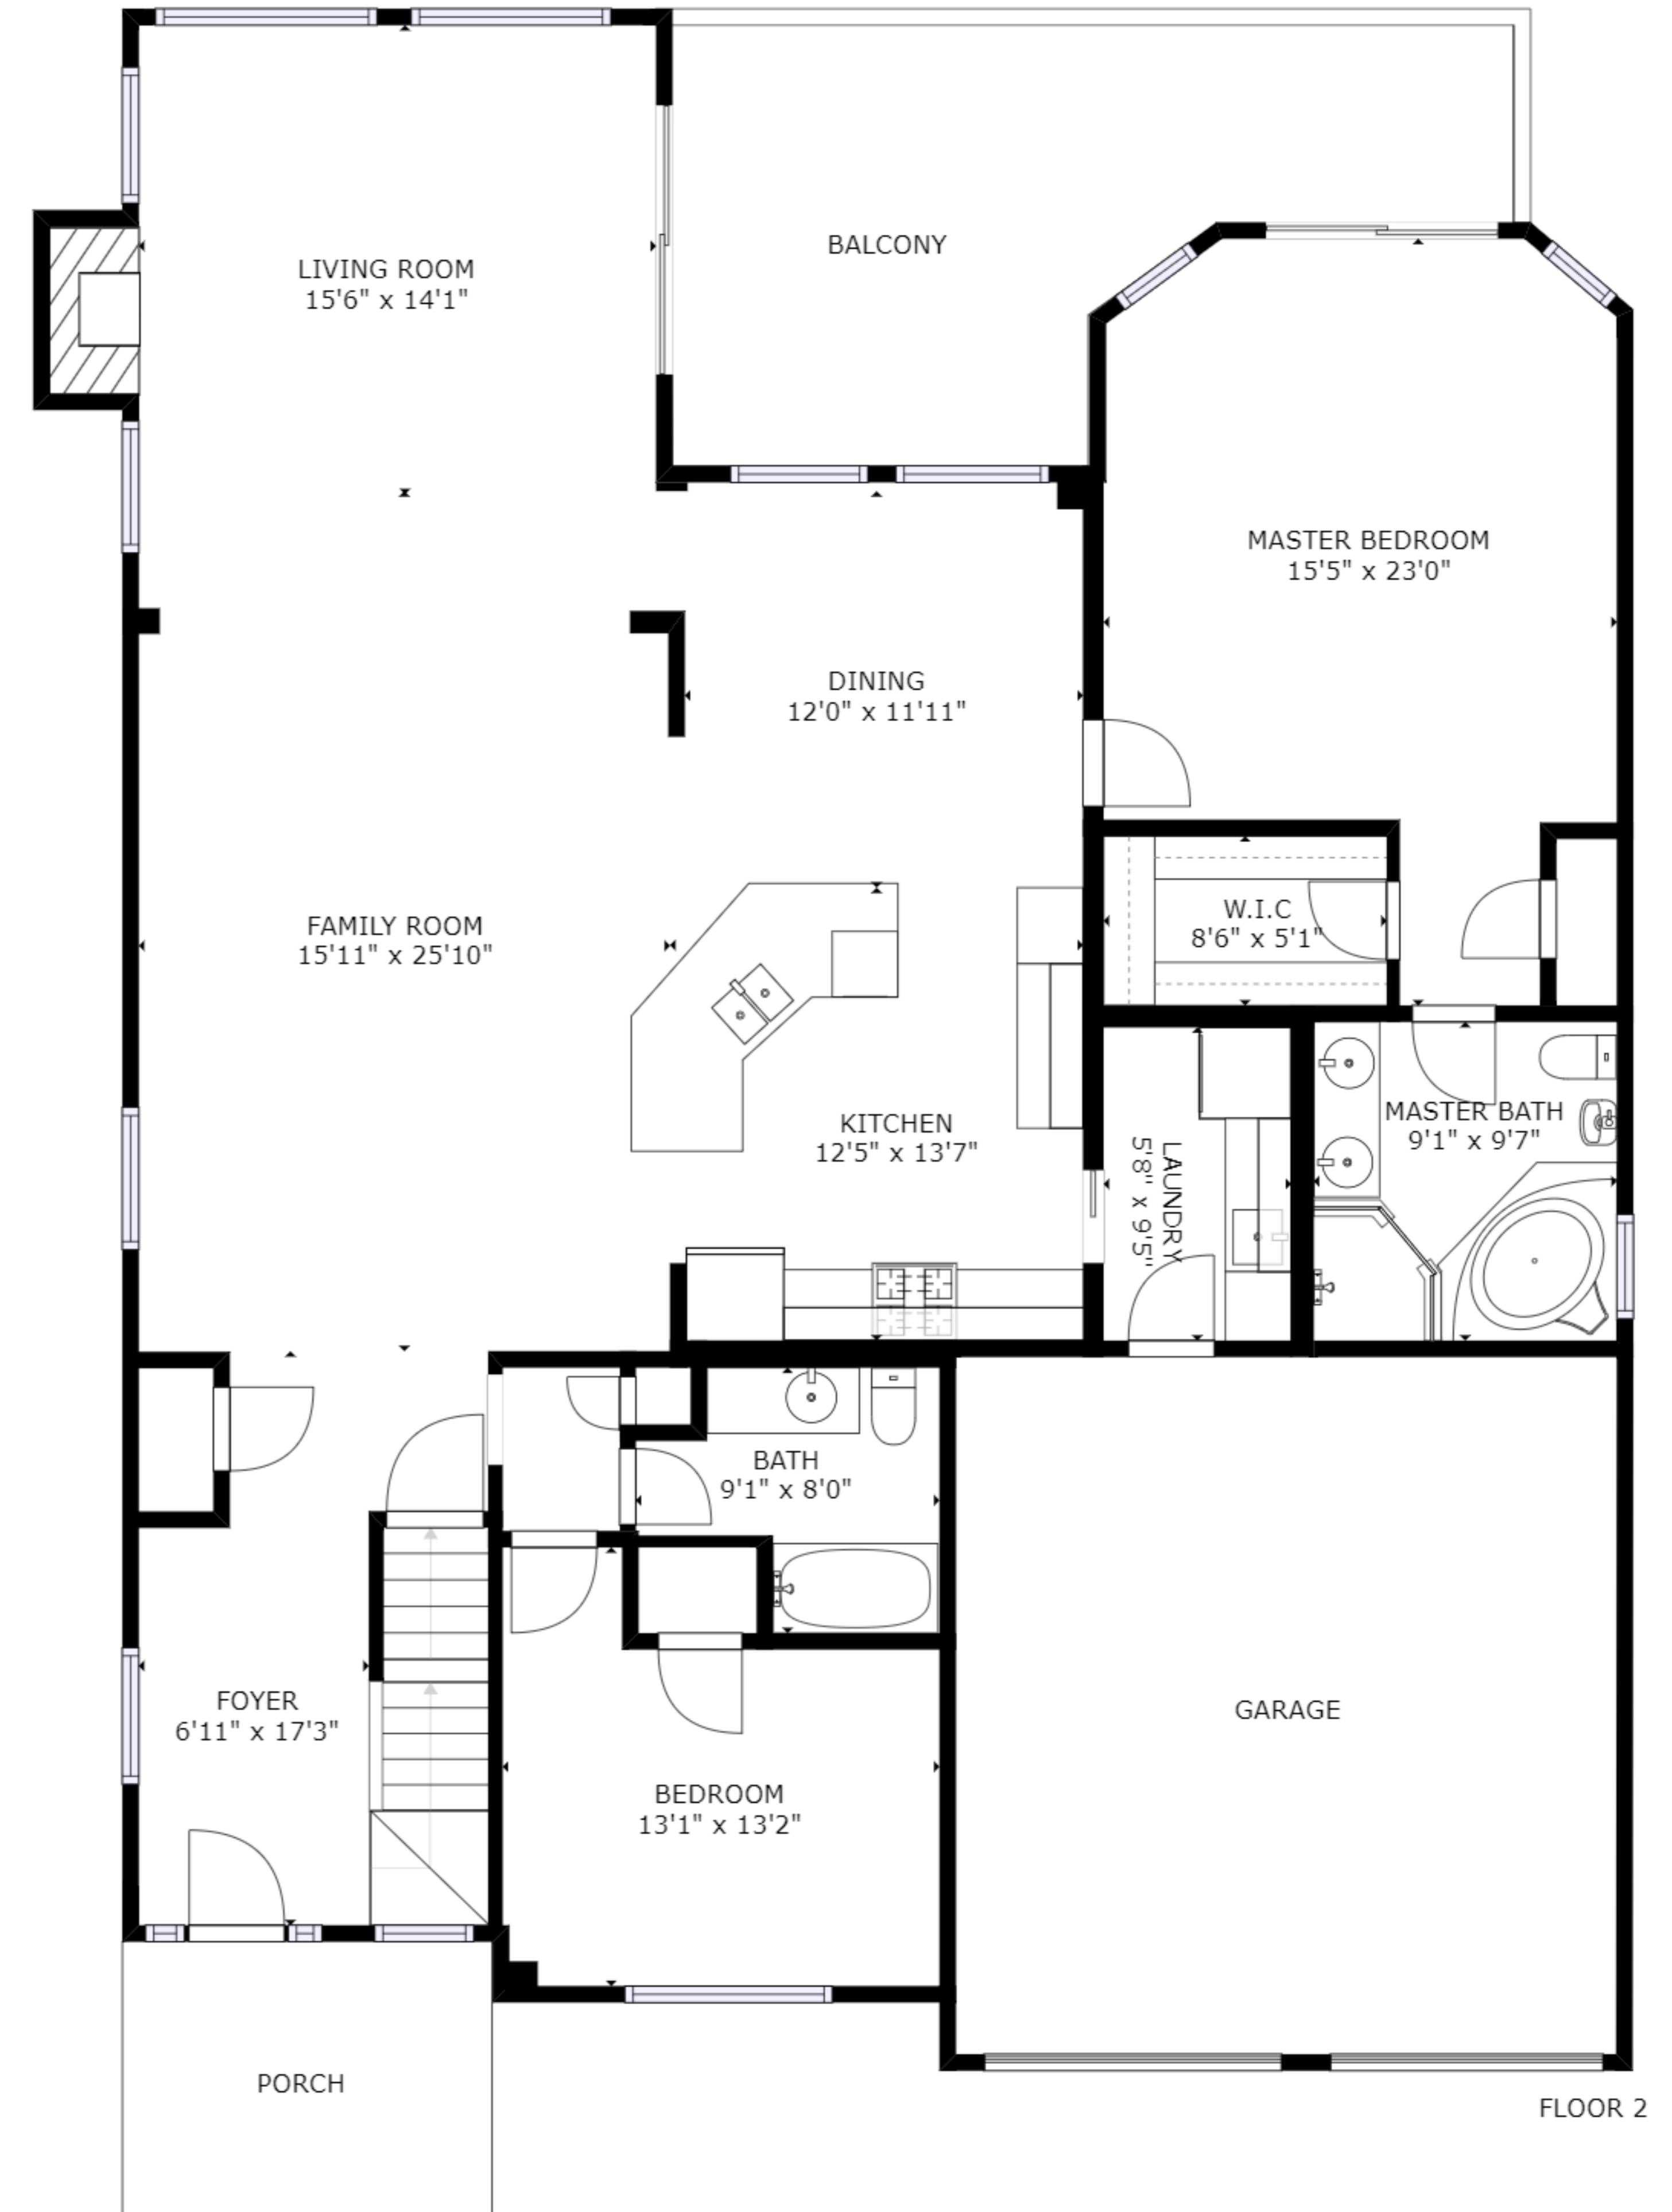 BALCONY
LIVING ROOM
15'6" x 14'1"
MASTER BEDROOM
15'5" x 23'0"
DINING
12'0" x 11'11"
FAMILY ROOM
15'11" x 25'10"
W.I.C
8'6" x 5'1"
KITCHEN
12'5" x 13'7"
LAUNDRY
5'8" x 9'5"
MASTER BATH
9'1" x 9'7"
BATH
9'1" x 8'0"
FOYER
6'11" x 17'3"
GARAGE
BEDROOM
13'1" x 13'2"
PORCH
FLOOR 2